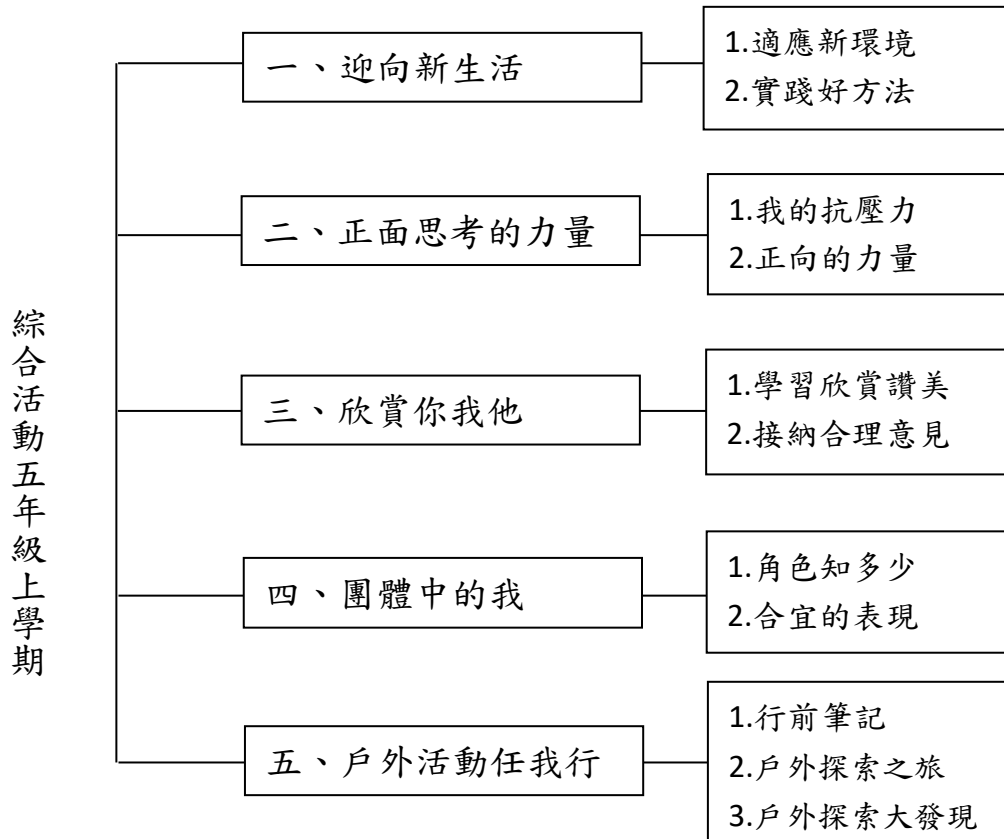 綜合活動五年級上學期
一、迎向新生活
1.適應新環境
2.實踐好方法
二、正面思考的力量
1.我的抗壓力
2.正向的力量
三、欣賞你我他
1.學習欣賞讚美
2.接納合理意見
四、團體中的我
1.角色知多少
2.合宜的表現
五、戶外活動任我行
1.行前筆記
2.戶外探索之旅
3.戶外探索大發現